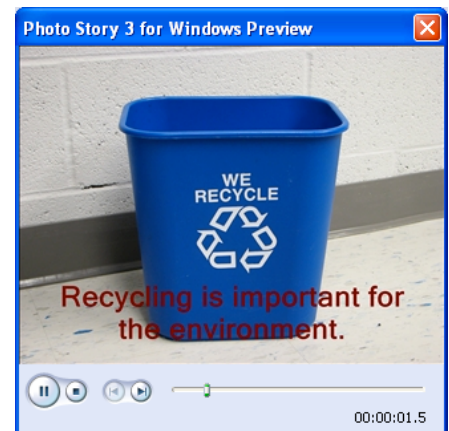 Photo Story 3 for Windows Preview
WE
RECYCLE
Recycling is important for
the environment.
00:00:01.5